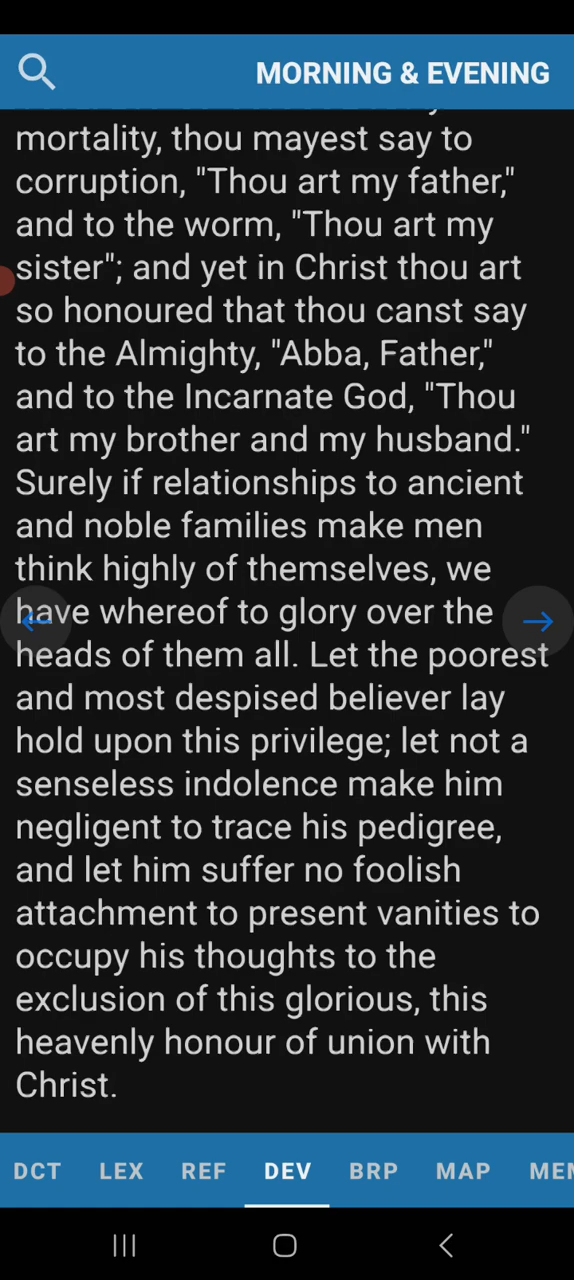 MORNING & EVENING
mortality, thou mayest say to
corruption, "Thou art my father,"
and to the worm, "Thou art my
sister"; and yet in Christ thou art
so honoured that thou canst say
to the Almighty, "Abba, Father,"
and to the Incarnate God, "Thou
art my brother and my husband."
Surely if relationships to ancient
and noble families make men
think highly of themselves, we
have whereof to glory over the
heads of them all. Let the poorest
and most despised believer lay
hold upon this privilege; let not a
senseless indolence make him
negligent to trace his pedigree,
and let him suffer no foolish
attachment to present vanities to
occupy his thoughts to the
exclusion of this glorious, this
heavenly honour of union with
Christ.
DCT LEX REF DEV BRP MAP